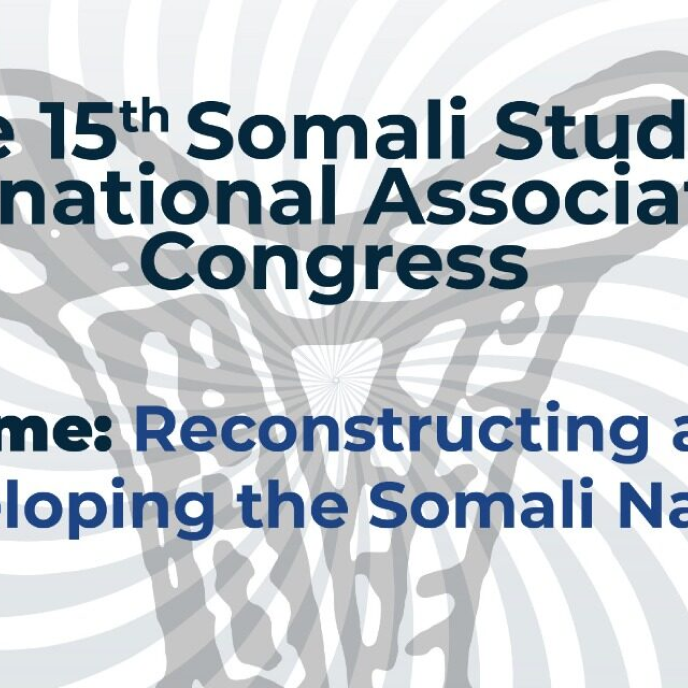 e 15th Somali Stud
national Associa
Congress
me: Reconstructing a
eloping the Somali Na